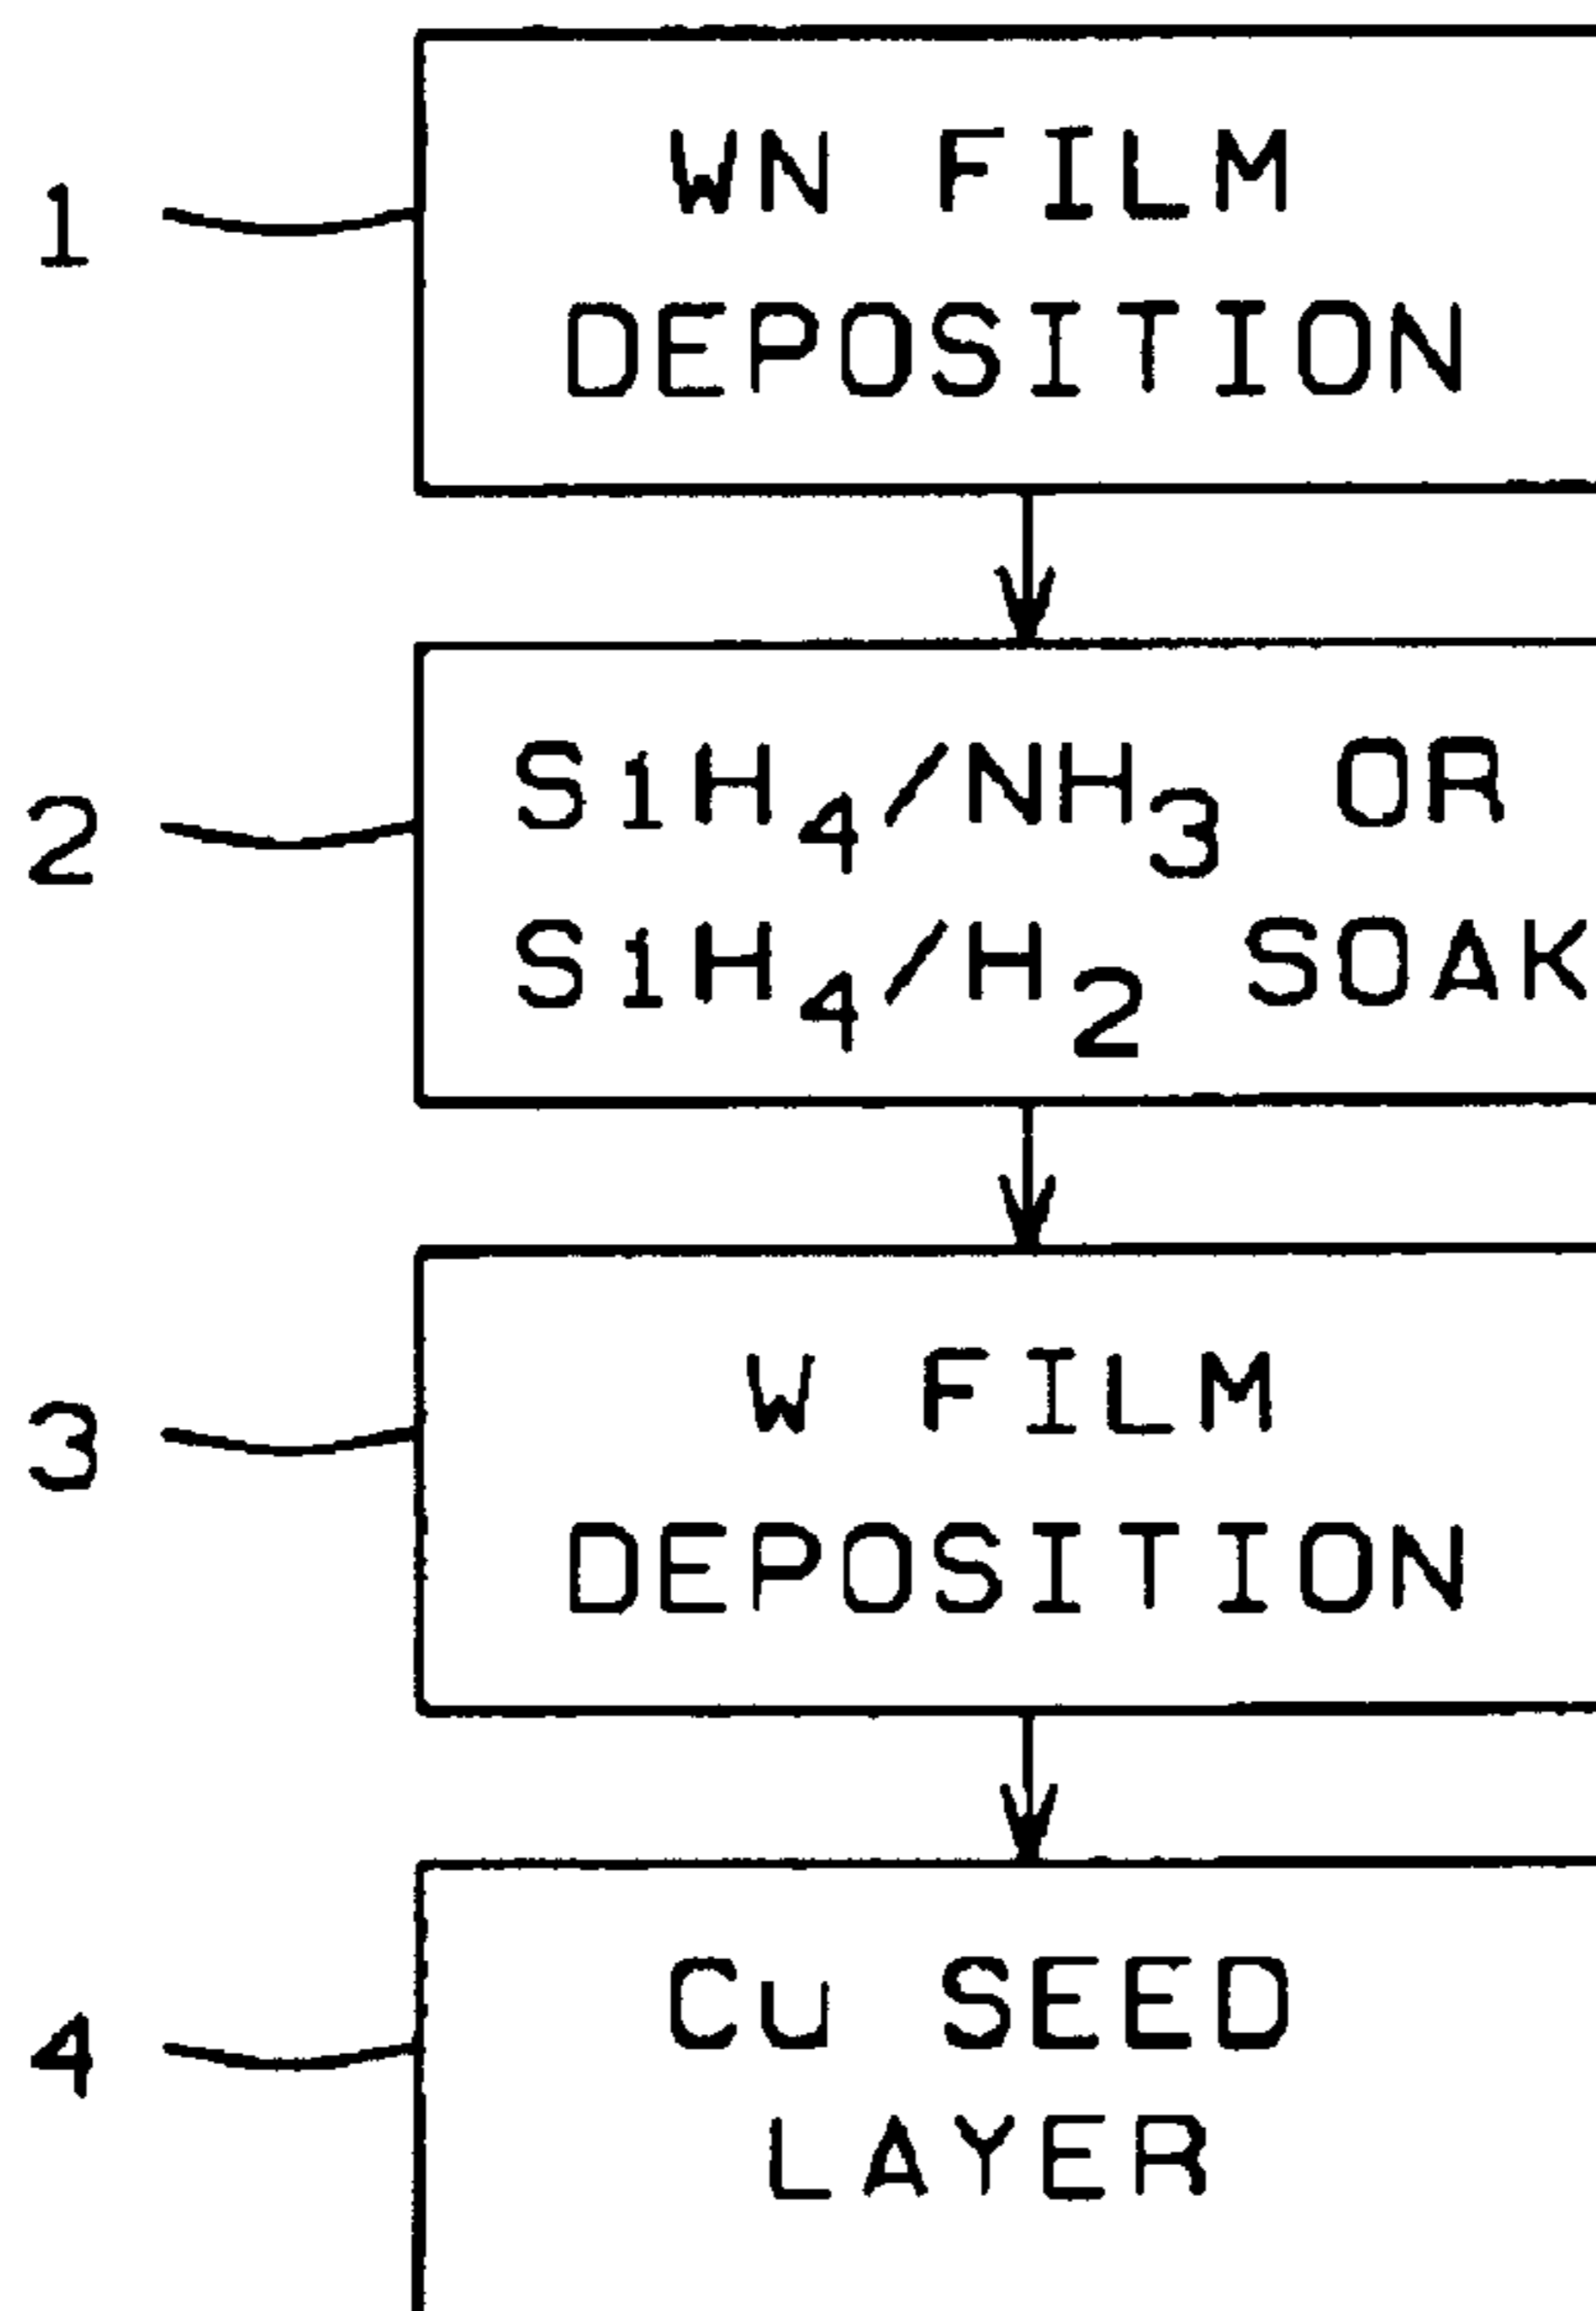 1
WN FILM
DEPOSITION
2
SiH₄/NH₃ OR
SiH₄/H₂ SOAK
3
W FILM
DEPOSITION
4
Cu SEED
LAYER